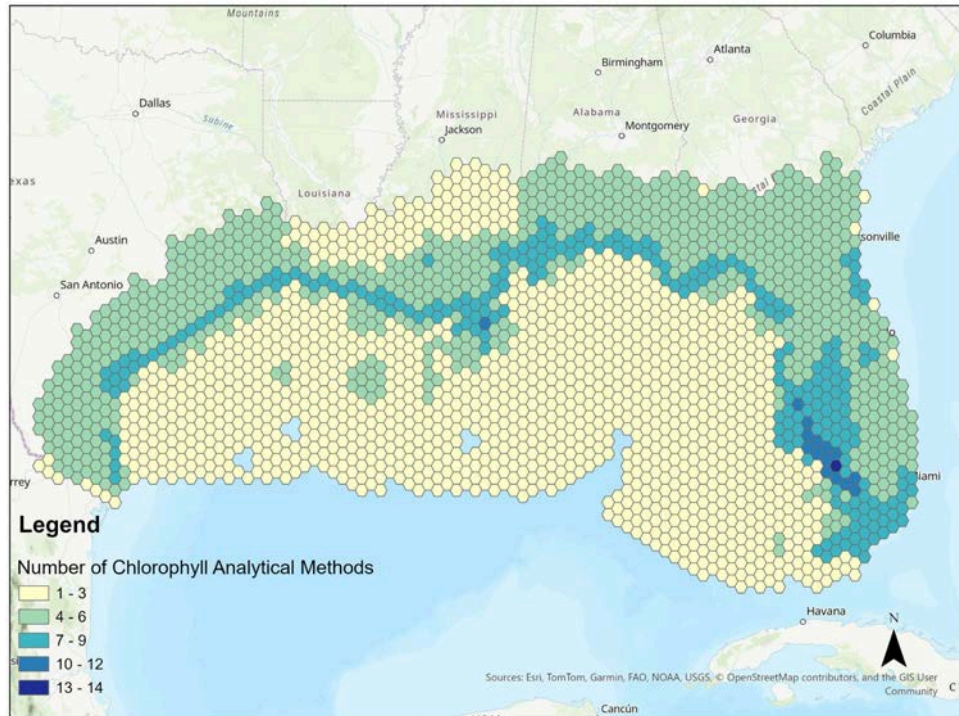 Mountains
Columbia
Atlanta
Birmingham
Dallas
Coastal Plain
Mississippi
Alabama
Georgia
Sabine
Jackson
Montgomery
exas
Louisiana
Austin
sonville
San Antonio
rrey
iami
Legend
Number of Chlorophyll Analytical Methods
1 - 3
4 - 6
7 - 9
10 - 12
13 - 14
Havana
N
Sources: Esri, TomTom, Garmin, FAO, NOAA, USGS, © OpenStreetMap contributors, and the GIS User
Community
Cancún
C